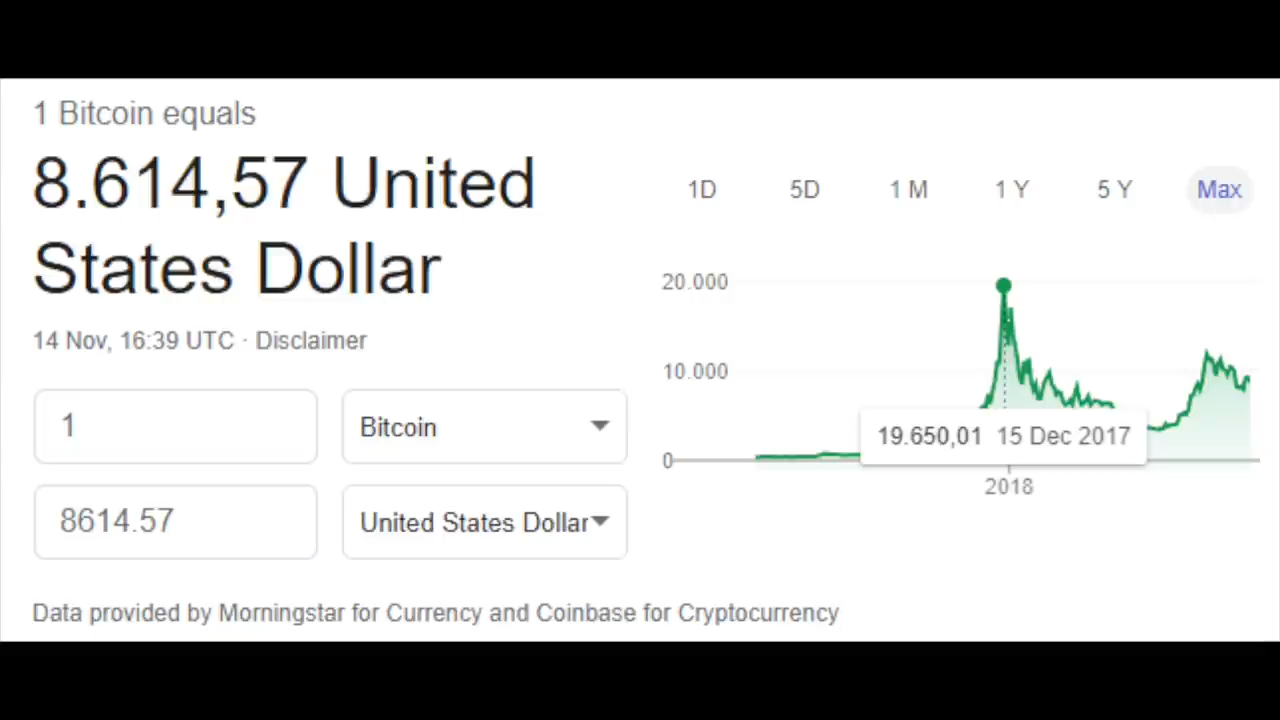 1 Bitcoin equals
8.614,57 United
States Dollar
14 Nov, 16:39 UTC · Disclaimer
1
Bitcoin
8614.57
United States Dollar
1D 5D 1 M 1 Y 5 Y Max
20.000
10.000
0
19.650,01 15 Dec 2017
2018
Data provided by Morningstar for Currency and Coinbase for Cryptocurrency